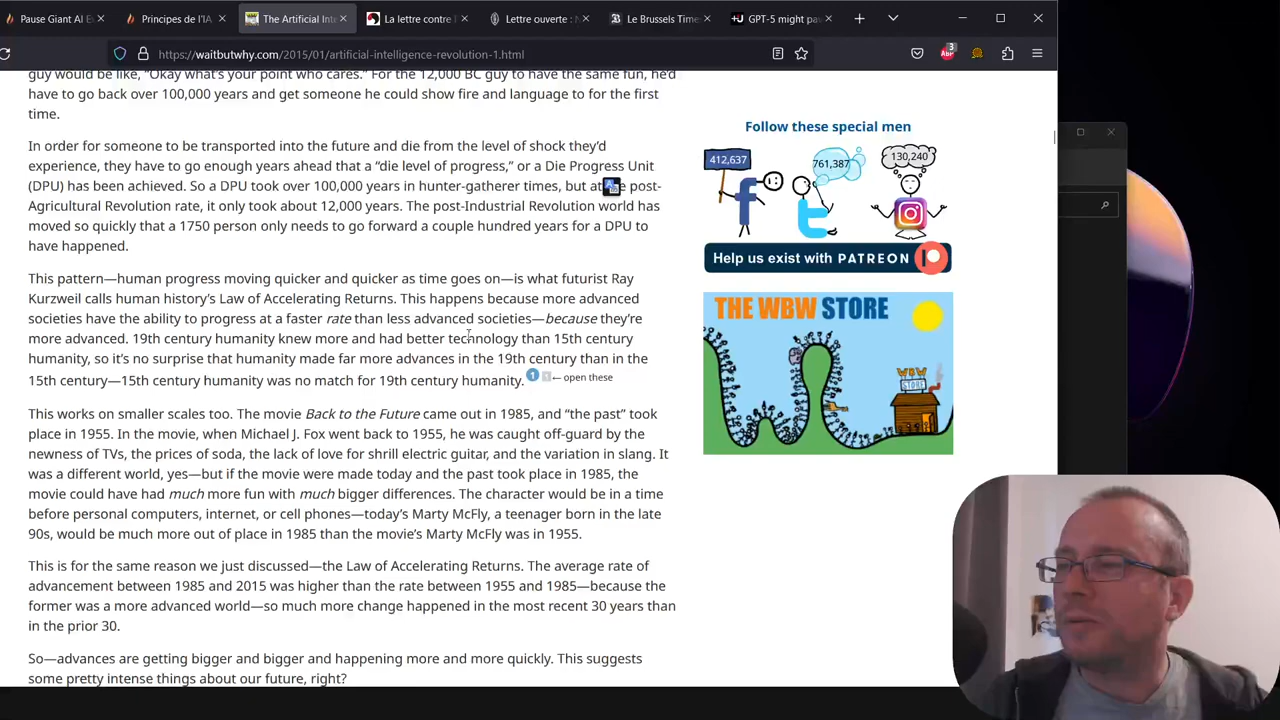 Pause Giant AI E
Principes de l'IA
The Artificial Inte
La lettre contre l
Lettre ouverte : N
Le Brussels Time
GPT-5 might pa
https://waitbutwhy.com/2015/01/artificial-intelligence-revolution-1.html
3
guy would be like, “Okay what's your point who cares.” For the 12,000 BC guy to have the same fun, he'd
have to go back over 100,000 years and get someone he could show fire and language to for the first
time.
In order for someone to be transported into the future and die from the level of shock they'd
experience, they have to go enough years ahead that a “die level of progress,” or a Die Progress Unit
(DPU) has been achieved. So a DPU took over 100,000 years in hunter-gatherer times, but at post-
Agricultural Revolution rate, it only took about 12,000 years. The post-Industrial Revolution world has
moved so quickly that a 1750 person only needs to go forward a couple hundred years for a DPU to
have happened.
This pattern—human progress moving quicker and quicker as time goes on—is what futurist Ray
Kurzweil calls human history's Law of Accelerating Returns. This happens because more advanced
societies have the ability to progress at a faster rate than less advanced societies—because they're
more advanced. 19th century humanity knew more and had better technology than 15th century
humanity, so it's no surprise that humanity made far more advances in the 19th century than in the
15th century—15th century humanity was no match for 19th century humanity. 1 1 ← open these
This works on smaller scales too. The movie Back to the Future came out in 1985, and “the past” took
place in 1955. In the movie, when Michael J. Fox went back to 1955, he was caught off-guard by the
newness of TVs, the prices of soda, the lack of love for shrill electric guitar, and the variation in slang. It
was a different world, yes—but if the movie were made today and the past took place in 1985, the
movie could have had much more fun with much bigger differences. The character would be in a time
before personal computers, internet, or cell phones—today's Marty McFly, a teenager born in the late
90s, would be much more out of place in 1985 than the movie's Marty McFly was in 1955.
This is for the same reason we just discussed—the Law of Accelerating Returns. The average rate of
advancement between 1985 and 2015 was higher than the rate between 1955 and 1985—because the
former was a more advanced world—so much more change happened in the most recent 30 years than
in the prior 30.
So—advances are getting bigger and bigger and happening more and more quickly. This suggests
some pretty intense things about our future, right?
Follow these special men
412,637
761,387
130,240
Help us exist with PATREON
THE WBW STORE
STORE